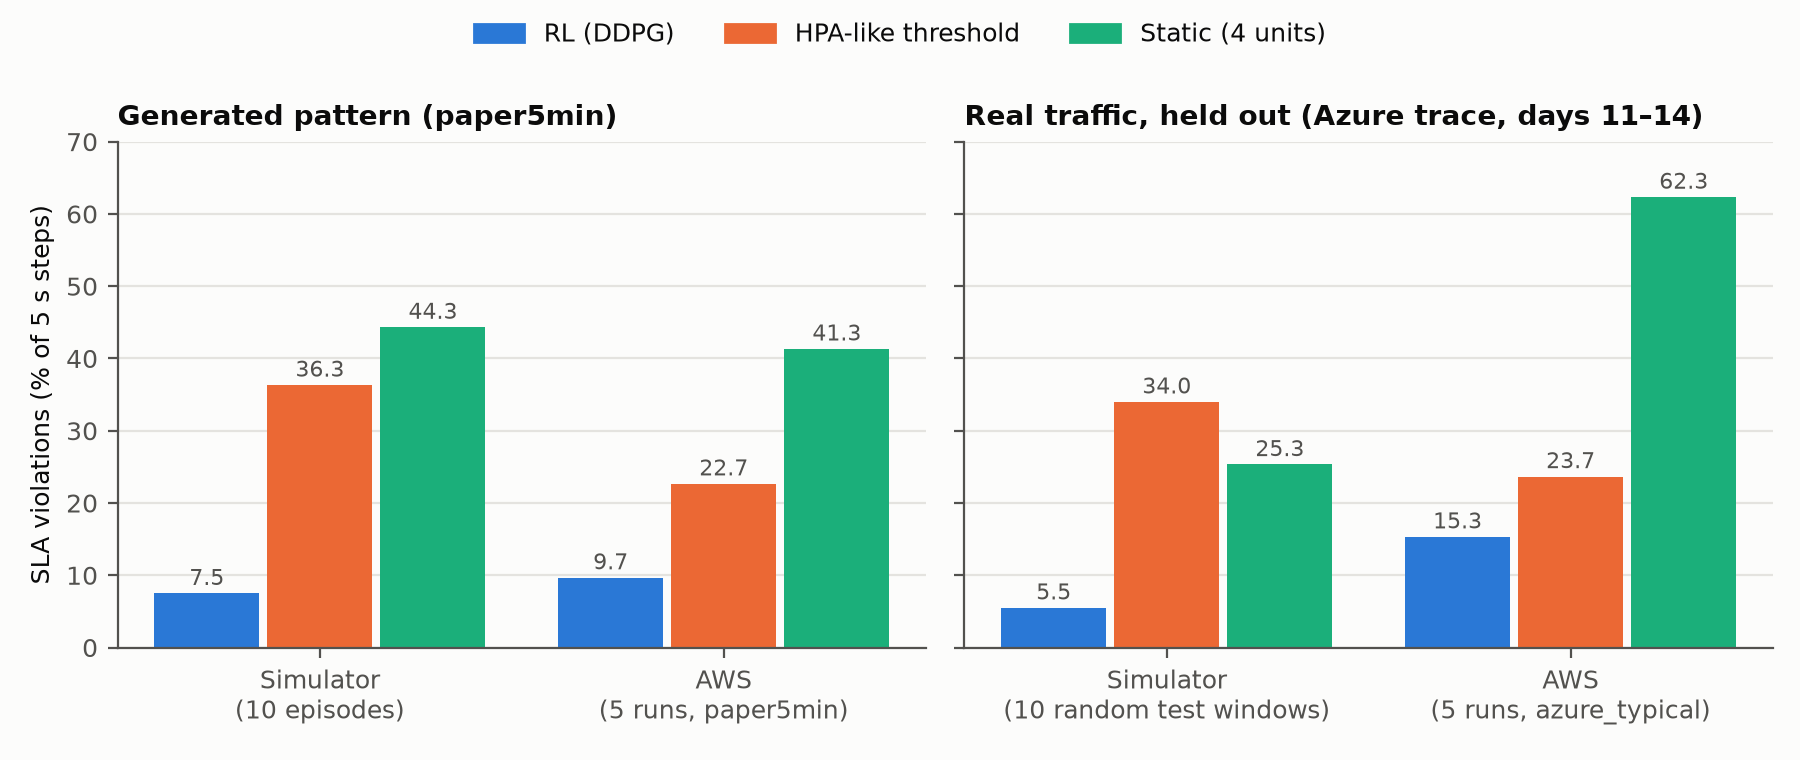 RL (DDPG) HPA-like threshold Static (4 units)
Generated pattern (paper5min)
SLA violations (% of 5 s steps)
70
60
50
40
30
20
10
0
7.5
36.3
44.3
9.7
22.7
41.3
Simulator
(10 episodes)
AWS
(5 runs, paper5min)
Real traffic, held out (Azure trace, days 11–14)
5.5
34.0
25.3
15.3
23.7
62.3
Simulator
(10 random test windows)
AWS
(5 runs, azure_typical)